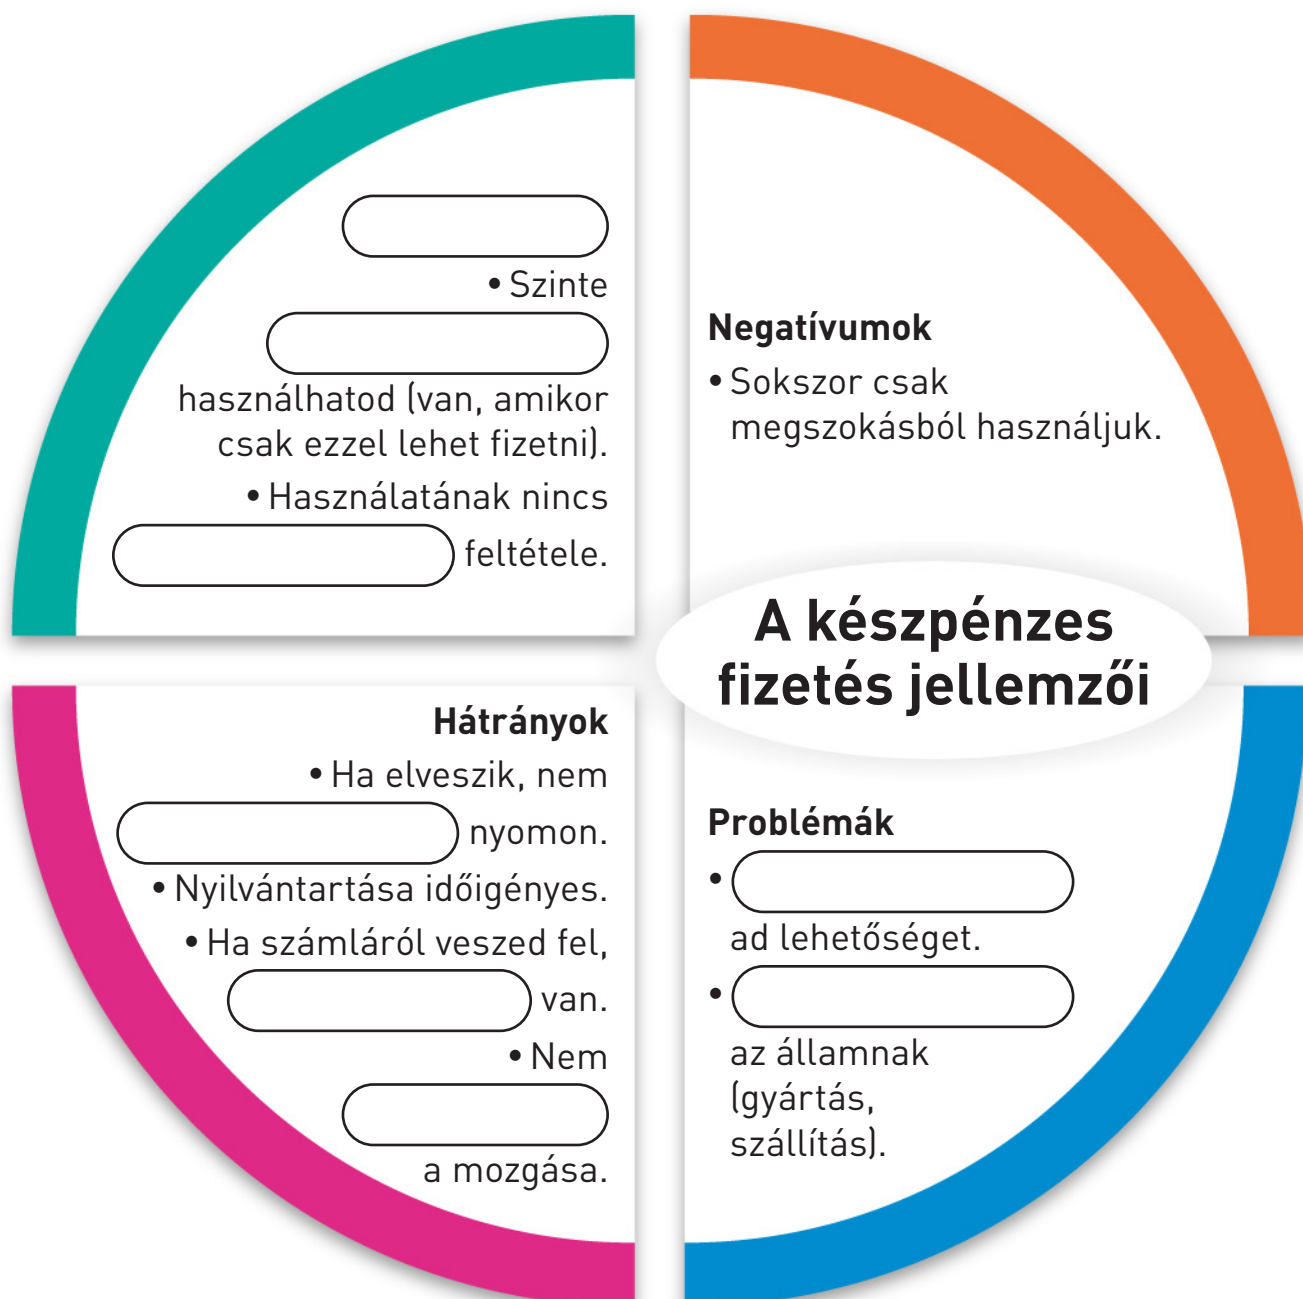 • Szinte
használhatod (van, amikor
csak ezzel lehet fizetni).
• Használatának nincs
feltétele.
Negatívumok
• Sokszor csak
megszokásból használjuk.
A készpénzes
fizetés jellemzői
Hátrányok
• Ha elveszik, nem
nyomon.
• Nyilvántartása időigényes.
• Ha számláról veszed fel,
van.
• Nem
a mozgása.
Problémák
•
ad lehetőséget.
•
az államnak
(gyártás,
szállítás).